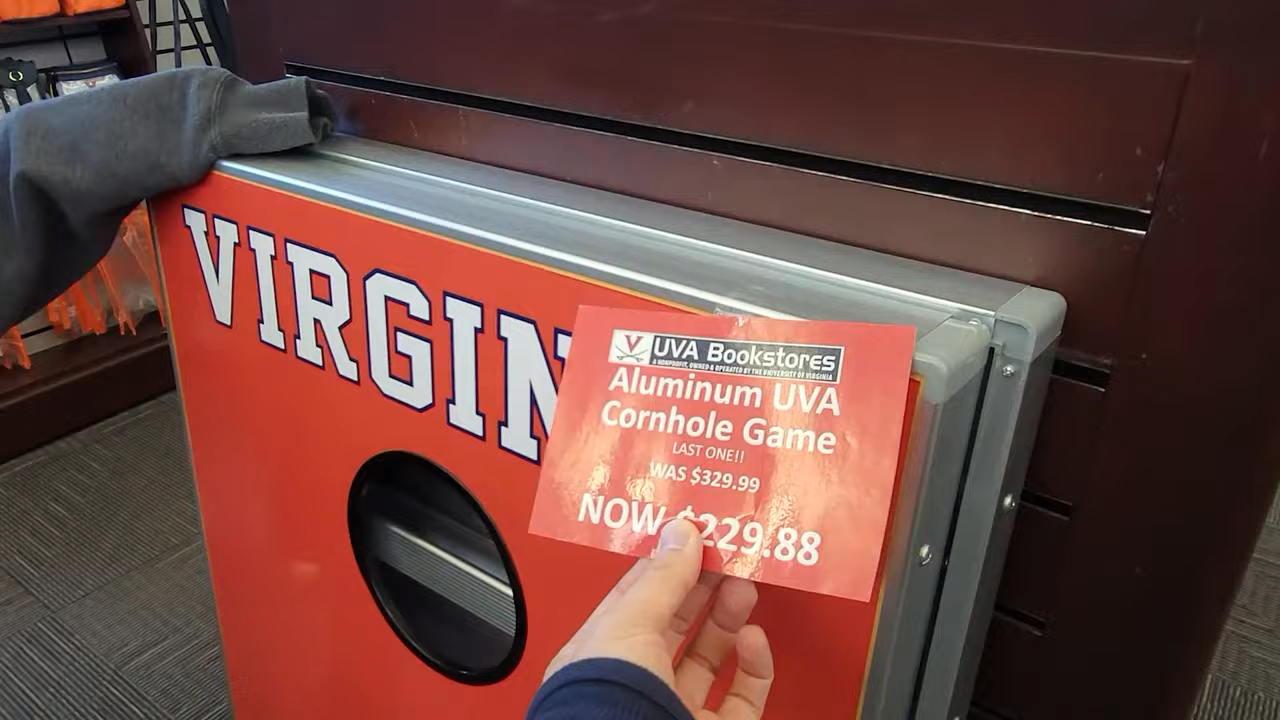 VIRGIN
UVA Bookstores
A NONPROFIT, OWNED & OPERATED BY THE UNIVERSITY OF VIRGINIA
Aluminum UVA
Cornhole Game
LAST ONE!!
WAS $329.99
NOW $229.88